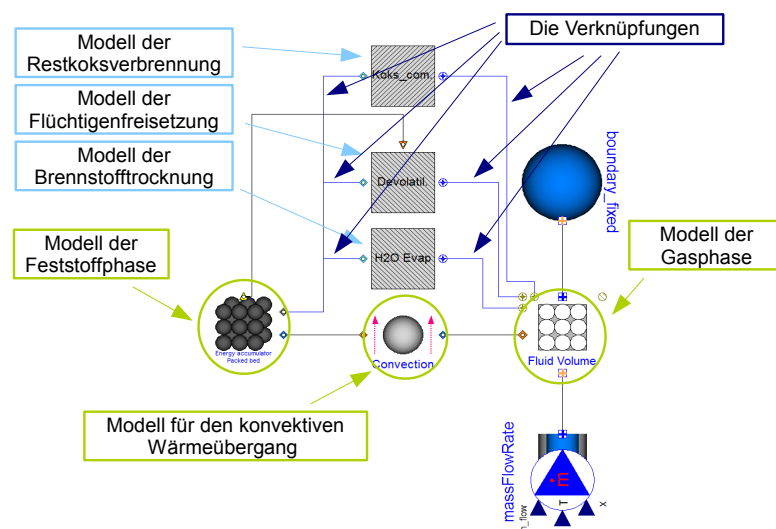 Modell der
Restkoksverbrennung
Die Verknüpfungen
Koks_com.
Modell der
Flüchtigenfreisetzung
Modell der
Brennstofftrocknung
Devolatil.
boundary_fixed
Modell der
Feststoffphase
H2O Evap
Modell der
Gasphase
Energy accumulator
Packed bed
Convection
Fluid Volume
Modell für den konvektiven
Wärmeübergang
massFlowRate
m
T
X
_flow